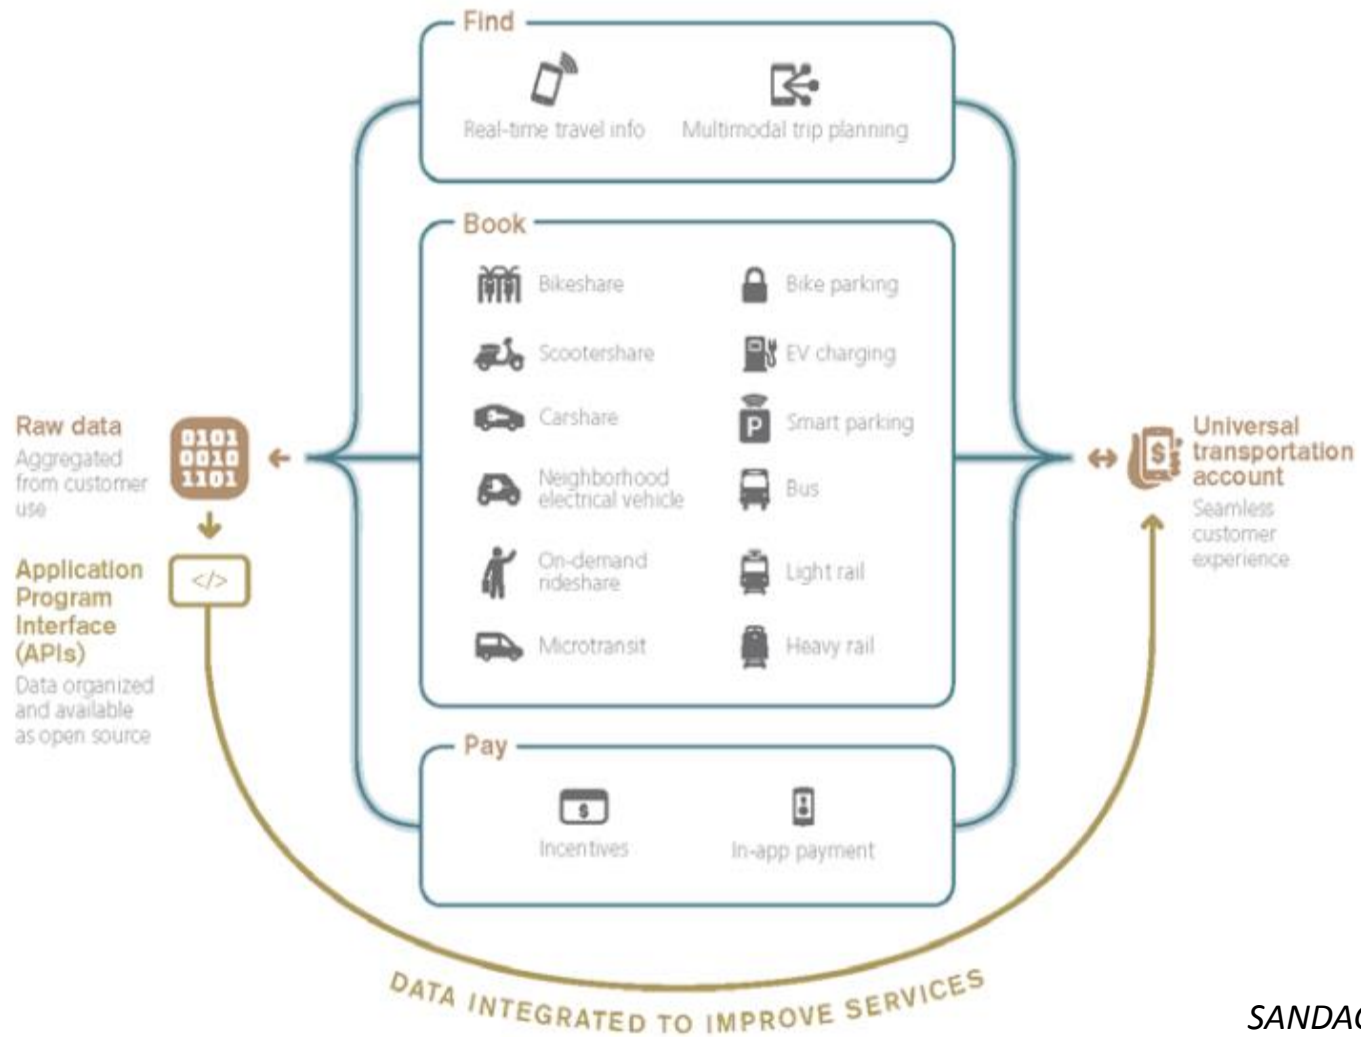 Find
Real-time travel info
Multimodal trip planning
Book
Bikeshare
Bike parking
Scootershare
EV charging
Carshare
Smart parking
Neighborhood
electrical vehicle
Bus
On-demand
rideshare
Light rail
Microtransit
Heavy rail
Pay
$
Incentives
In-app payment
Raw data
Aggregated
from customer
use
0101
0010
1101
Application
Program
Interface
(APIs)
Data organized
and available
as open source
</>
$
Universal
transportation
account
Seamless
customer
experience
P
DATA INTEGRATED TO IMPROVE SERVICES